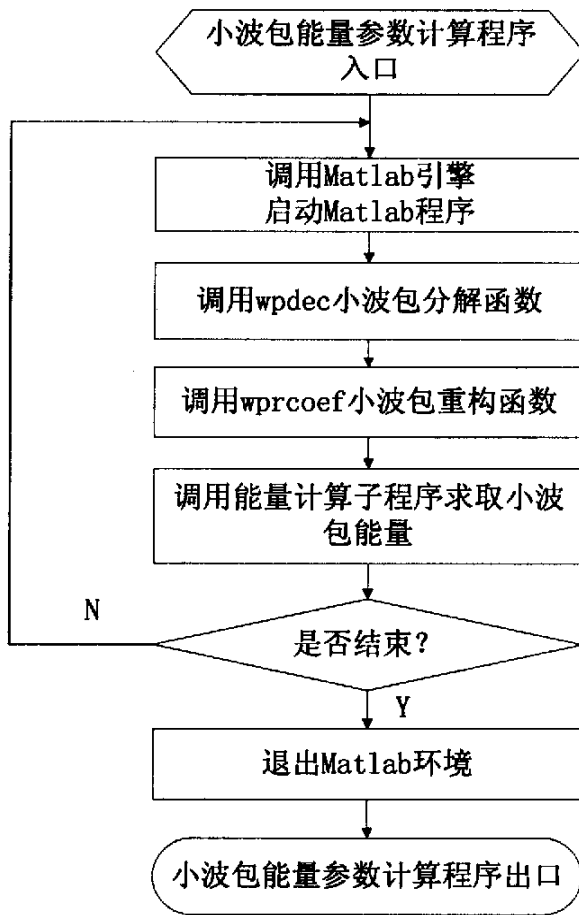 小波包能量参数计算程序
入口
调用Matlab引擎
启动Matlab程序
调用wpdec小波包分解函数
调用wprcoef小波包重构函数
调用能量计算子程序求取小波
包能量
N
是否结束?
Y
退出Matlab环境
小波包能量参数计算程序出口